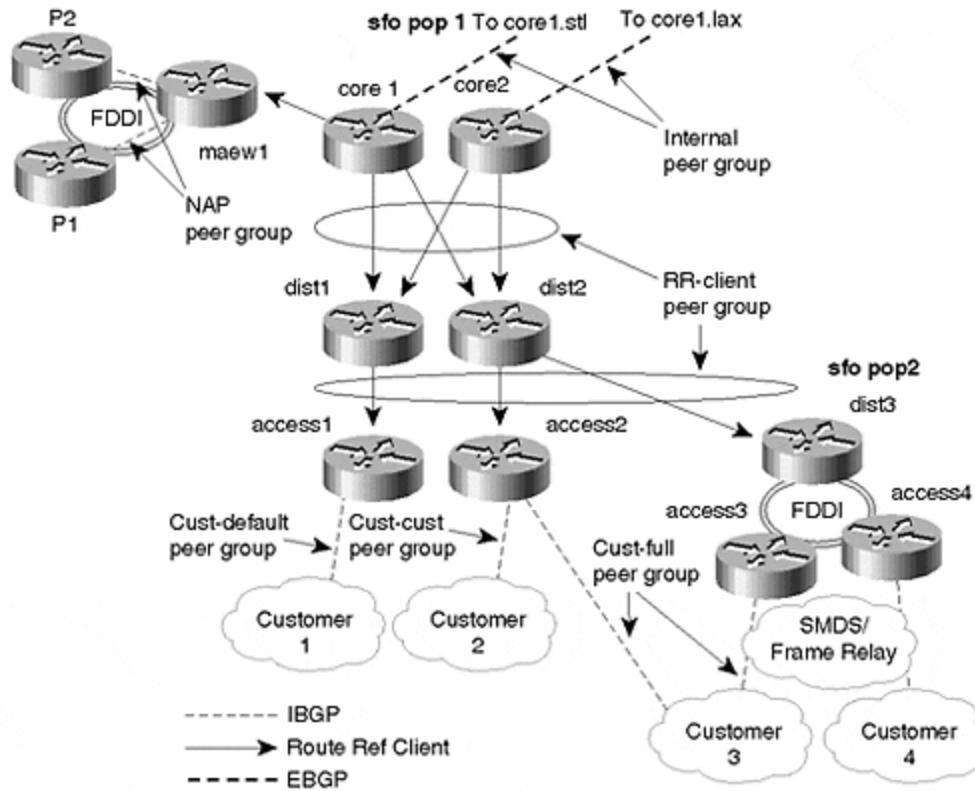 P2
sfo pop 1 To core1.stl
To core1.lax
core 1
core2
FDDI
maew1
Internal
peer group
P1
NAP
peer group
RR-client
peer group
dist1
dist2
sfo pop2
dist3
access1
access2
access3
access4
FDDI
Cust-default
peer group
Cust-cust
peer group
Cust-full
peer group
Customer
1
Customer
2
SMDS/
Frame Relay
Customer
3
Customer
4
IBGP
Route Ref Client
EBGP